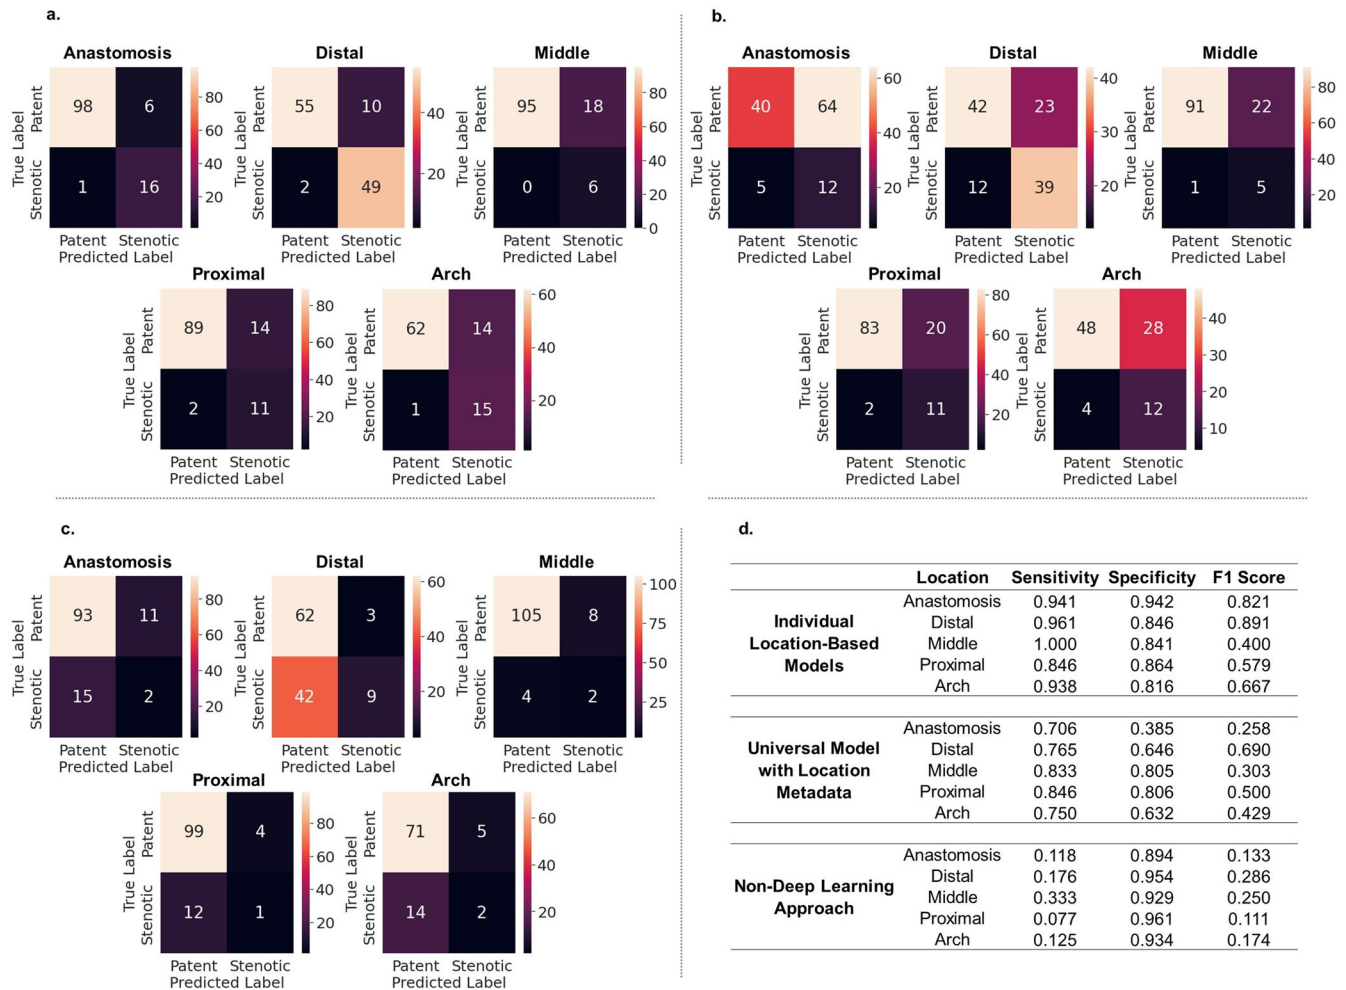 a.
Anastomosis
True Label
Patent
Stenotic
98 6
1 16
80
60
40
20
Patent Stenotic
Predicted Label
Distal
55 10
2 49
40
20
Patent Stenotic
Predicted Label
Middle
95 18
0 6
80
60
40
20
0
Patent Stenotic
Predicted Label
Proximal
True Label
Patent
Stenotic
89 14
2 11
80
60
40
20
Patent Stenotic
Predicted Label
Arch
True Label
Patent
Stenotic
62 14
1 15
60
40
20
Patent Stenotic
Predicted Label
b.
Anastomosis
True Label
Patent
Stenotic
40 64
5 12
60
40
20
Patent Stenotic
Predicted Label
Distal
True Label
Patent
Stenotic
42 23
12 39
40
30
20
Patent Stenotic
Predicted Label
Middle
True Label
Patent
Stenotic
91 22
1 5
80
60
40
20
Patent Stenotic
Predicted Label
Proximal
True Label
Patent
Stenotic
83 20
2 11
80
60
40
20
Patent Stenotic
Predicted Label
Arch
True Label
Patent
Stenotic
48 28
4 12
40
30
20
10
Patent Stenotic
Predicted Label
c.
Anastomosis
True Label
Patent
Stenotic
93 11
15 2
80
60
40
20
Patent Stenotic
Predicted Label
Distal
True Label
Patent
Stenotic
62 3
42 9
60
40
20
Patent Stenotic
Predicted Label
Middle
True Label
Patent
Stenotic
105 8
4 2
100
75
50
25
Patent Stenotic
Predicted Label
Proximal
True Label
Patent
Stenotic
99 4
12 1
80
60
40
20
Patent Stenotic
Predicted Label
Arch
True Label
Patent
Stenotic
71 5
14 2
60
40
20
Patent Stenotic
Predicted Label
d.
Location Sensitivity Specificity F1 Score
Individual
Location-Based
Models
Anastomosis 0.941 0.942 0.821
Distal 0.961 0.846 0.891
Middle 1.000 0.841 0.400
Proximal 0.846 0.864 0.579
Arch 0.938 0.816 0.667
Universal Model
with Location
Metadata
Anastomosis 0.706 0.385 0.258
Distal 0.765 0.646 0.690
Middle 0.833 0.805 0.303
Proximal 0.846 0.806 0.500
Arch 0.750 0.632 0.429
Non-Deep Learning
Approach
Anastomosis 0.118 0.894 0.133
Distal 0.176 0.954 0.286
Middle 0.333 0.929 0.250
Proximal 0.077 0.961 0.111
Arch 0.125 0.934 0.174